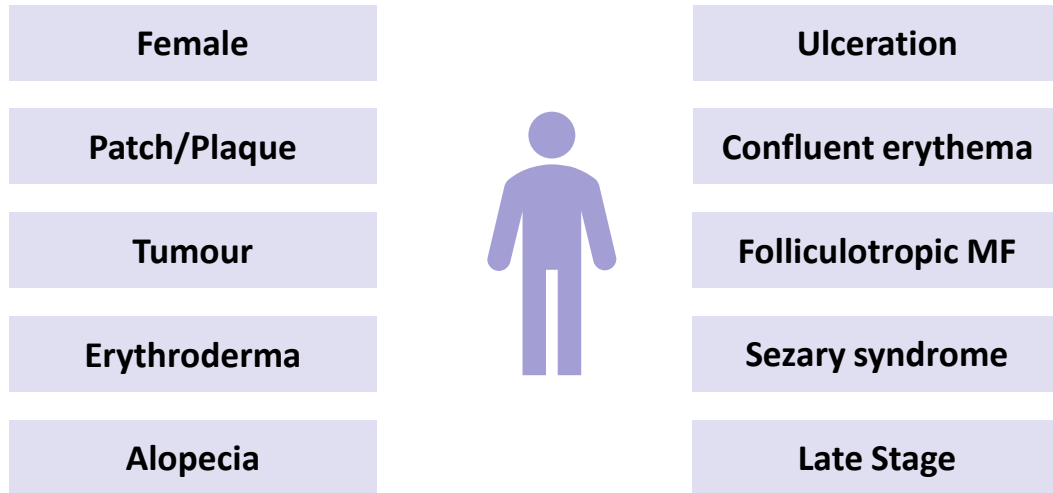 Female
Patch/Plaque
Tumour
Erythroderma
Alopecia
Ulceration
Confluent erythema
Folliculotropic MF
Sezary syndrome
Late Stage